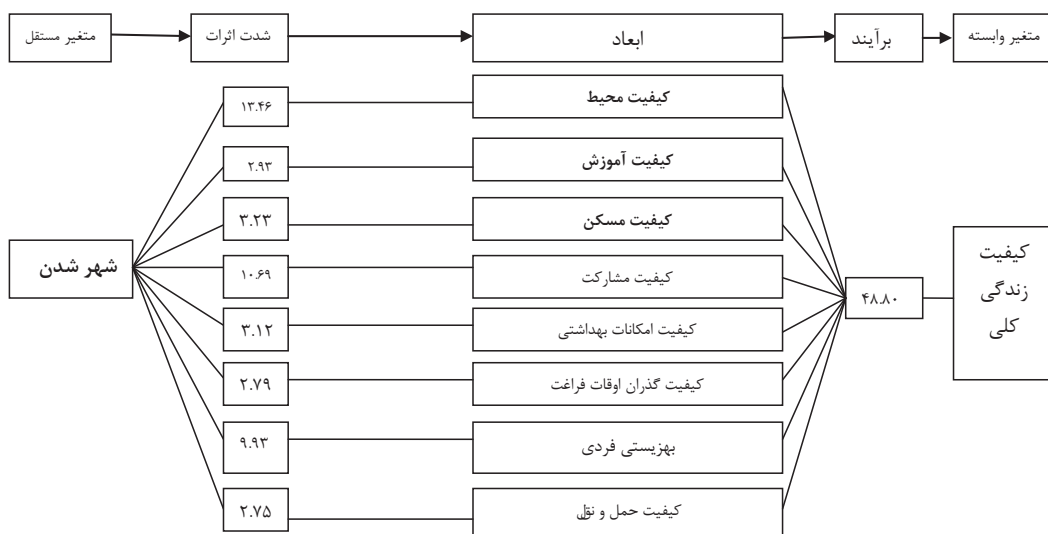 متغیر وابسته
برآیند
ابعاد
شدت اثرات
متغیر مستقل
کیفیت محیط
۱۳.۴۶
کیفیت آموزش
۲.۹۳
کیفیت مسکن
۳.۲۳
کیفیت مشارکت
۱۰.۶۹
کیفیت امکانات بهداشتی
۳.۱۲
کیفیت گذران اوقات فراغت
۲.۷۹
بهزیستی فردی
۹.۹۳
کیفیت حمل و نقل
۲.۷۵
شهر شدن
۴۸.۸۰
کیفیت
زندگی
کلی